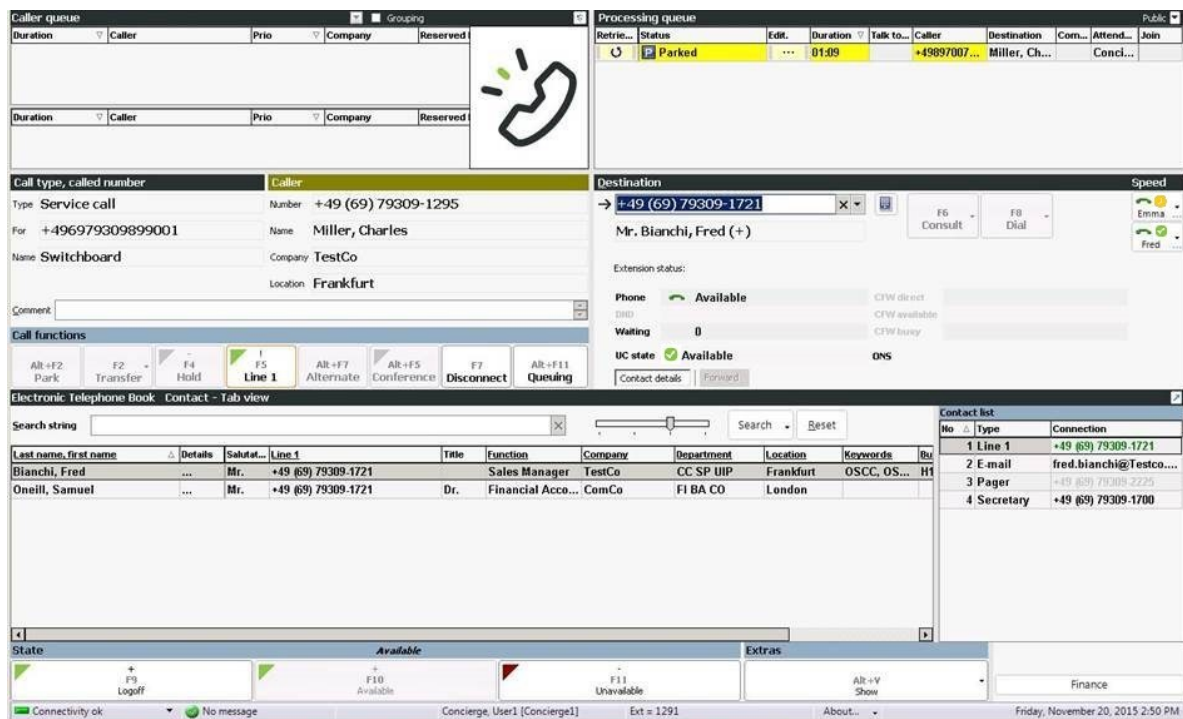 Caller queue Grouping
Duration Caller Prio Company Reserved
Duration Caller Prio Company Reserved
Processing queue Public
Retrie... Status Edit. Duration Talk to... Caller Destination Com... Attend... Join
P Parked ... 01:09 +49897007... Miller, Ch... Conci...
Call type, called number
Type Service call
For +496979309899001
Name Switchboard
Caller
Number +49 (69) 79309-1295
Name Miller, Charles
Company TestCo
Location Frankfurt
Comment
Destination Speed
+49 (69) 79309-1721
Mr. Bianchi, Fred (+)
F6 Consult
F8 Dial
Emma ...
Fred ...
Extension status:
Phone Available CFW direct
DND CFW available
Waiting 0 CFW busy
UC state Available ONS
Contact details Forward
Call functions
Alt+F2 Park
F2 Transfer
- F4 Hold
! F5 Line 1
Alt+F7 Alternate
Alt+F5 Conference
F7 Disconnect
Alt+F11 Queuing
Electronic Telephone Book Contact - Tab view
Search string Search Reset
Last name, first name Details Salutat... Line 1 Title Function Company Department Location Keywords Bu
Bianchi, Fred ... Mr. +49 (69) 79309-1721 Sales Manager TestCo CC SP UIP Frankfurt OSCC, OS... H1
Oneill, Samuel ... Mr. +49 (69) 79309-1721 Dr. Financial Acco... ComCo FI BA CO London
Contact list
No Type Connection
1 Line 1 +49 (69) 79309-1721
2 E-mail fred.bianchi@Testco....
3 Pager +49 (69) 79309-2225
4 Secretary +49 (69) 79309-1700
State Available Extras
+ F9 Logoff
+ F10 Available
- F11 Unavailable
Alt+V Show
Finance
Connectivity ok No message Concierge, User1 [Concierge1] Ext = 1291 About... Friday, November 20, 2015 2:50 PM